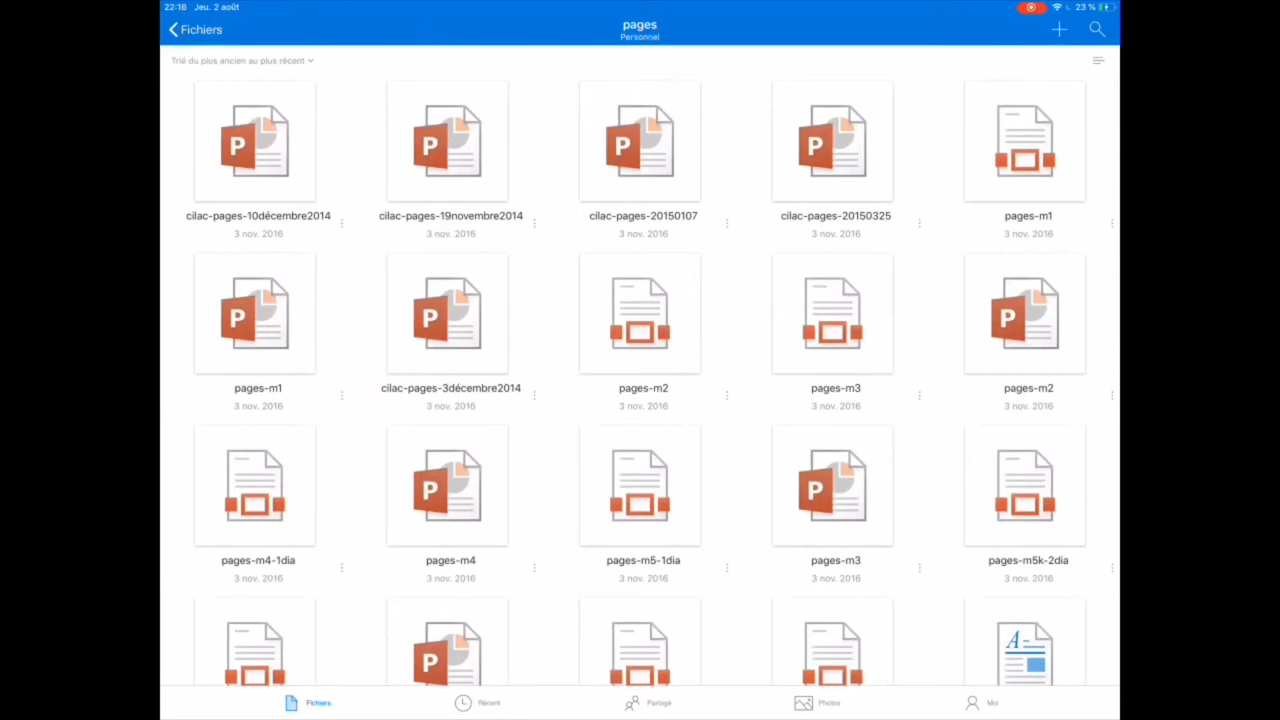 22:16 Jeu. 2 août
23 %
Fichiers
pages
Personnel
Trié du plus ancien au plus récent
P
P
P
P
cilac-pages-10décembre2014
cilac-pages-19novembre2014
cilac-pages-20150107
cilac-pages-20150325
pages-m1
3 nov. 2016
3 nov. 2016
3 nov. 2016
3 nov. 2016
3 nov. 2016
P
P
P
pages-m1
cilac-pages-3décembre2014
pages-m2
pages-m3
pages-m2
3 nov. 2016
3 nov. 2016
3 nov. 2016
3 nov. 2016
3 nov. 2016
P
P
pages-m4-1dia
pages-m4
pages-m5-1dia
pages-m3
pages-m5k-2dia
3 nov. 2016
3 nov. 2016
3 nov. 2016
3 nov. 2016
3 nov. 2016
P
A
Fichiers
Récent
Partagé
Photos
Moi